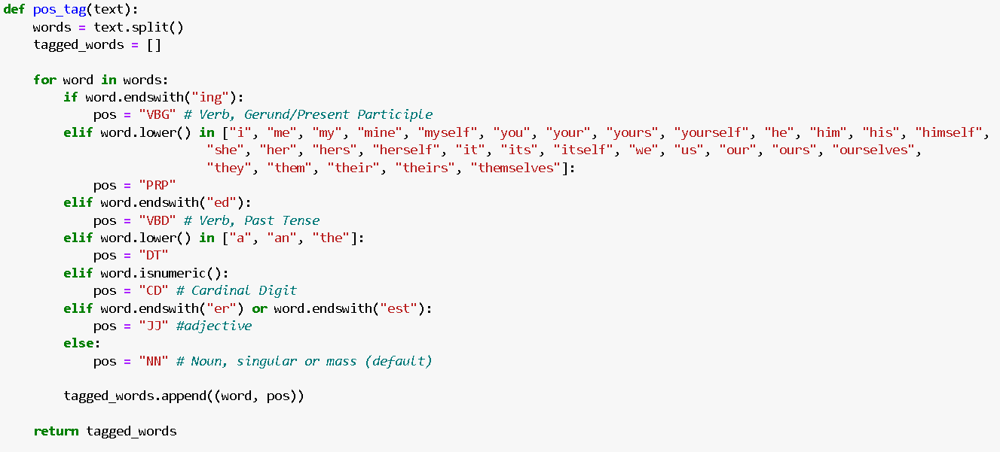 def pos_tag(text):
    words = text.split()
    tagged_words = []

    for word in words:
        if word.endswith("ing"):
            pos = "VBG" # Verb, Gerund/Present Participle
        elif word.lower() in ["i", "me", "my", "mine", "myself", "you", "your", "yours", "yourself", "he", "him", "his", "himself",
                           "she", "her", "hers", "herself", "it", "its", "itself", "we", "us", "our", "ours", "ourselves",
                           "they", "them", "their", "theirs", "themselves"]:
            pos = "PRP"
        elif word.endswith("ed"):
            pos = "VBD" # Verb, Past Tense
        elif word.lower() in ["a", "an", "the"]:
            pos = "DT"
        elif word.isnumeric():
            pos = "CD" # Cardinal Digit
        elif word.endswith("er") or word.endswith("est"):
            pos = "JJ" #adjective
        else:
            pos = "NN" # Noun, singular or mass (default)

        tagged_words.append((word, pos))

    return tagged_words